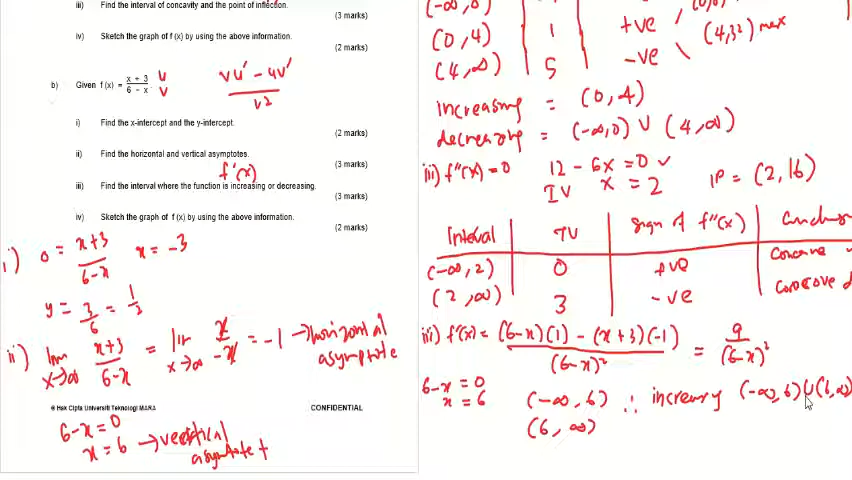 iii) Find the interval of concavity and the point of inflection.
(3 marks)
iv) Sketch the graph of f (x) by using the above information.
(2 marks)
b) Given f (x) = (x + 3)/(6 - x). u v (vu' - uv')/v2
i) Find the x-intercept and the y-intercept.
(2 marks)
ii) Find the horizontal and vertical asymptotes.
f'(x) (3 marks)
iii) Find the interval where the function is increasing or decreasing.
(3 marks)
iv) Sketch the graph of f (x) by using the above information.
(2 marks)
i) 0 = (x+3)/(6-x) x = -3
y = 3/6 = 1/2
ii) lim x→∞ (x+3)/(6-x) = lim x→∞ x/-x = -1 → horizontal
asymptote
© Hak Cipta Universiti Teknologi MARA CONFIDENTIAL
6-x = 0
x = 6 → vertical
asymptote
(-∞, 0)
(0, 4) 1 +ve (4, 32) max
(4, ∞) 5 -ve \
increasing = (0, 4)
decreasing = (-∞, 0) ∪ (4, ∞)
iii) f''(x) = 0 12 - 6x = 0
IV x = 2 IP = (2, 16)
Interval TV sign of f''(x)
(-∞, 2) 0 +ve concave
(2, ∞) 3 -ve concave d
iii) f'(x) = ((6-x)(1) - (x+3)(-1))/(6-x)² = 9/(6-x)²
6-x = 0
x = 6 (-∞, 6) ∴ increasing (-∞, 6) ∪ (6, ∞)
(6, ∞)